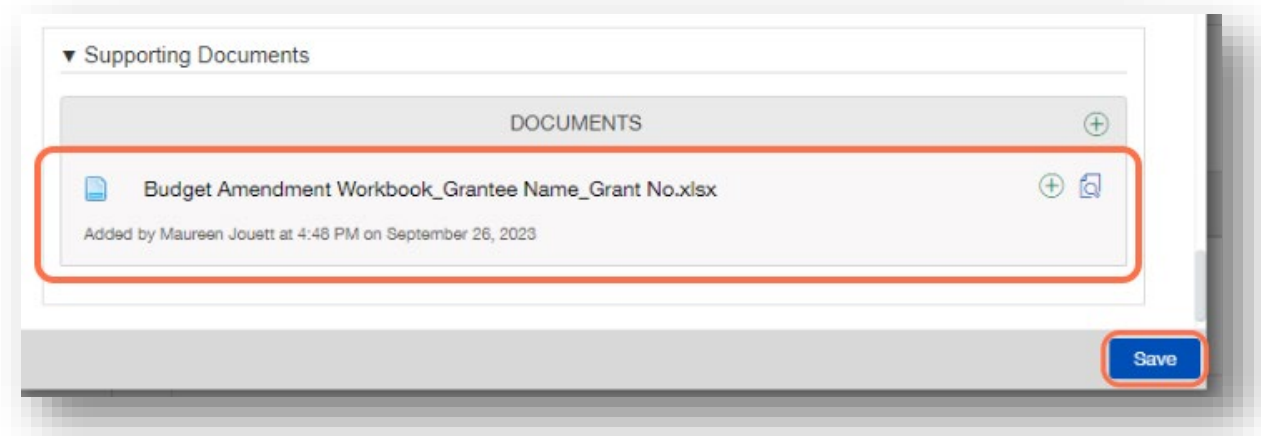 ▼ Supporting Documents
DOCUMENTS
Budget Amendment Workbook_Grantee Name_Grant No.xlsx
Added by Maureen Jouett at 4:48 PM on September 26, 2023
Save